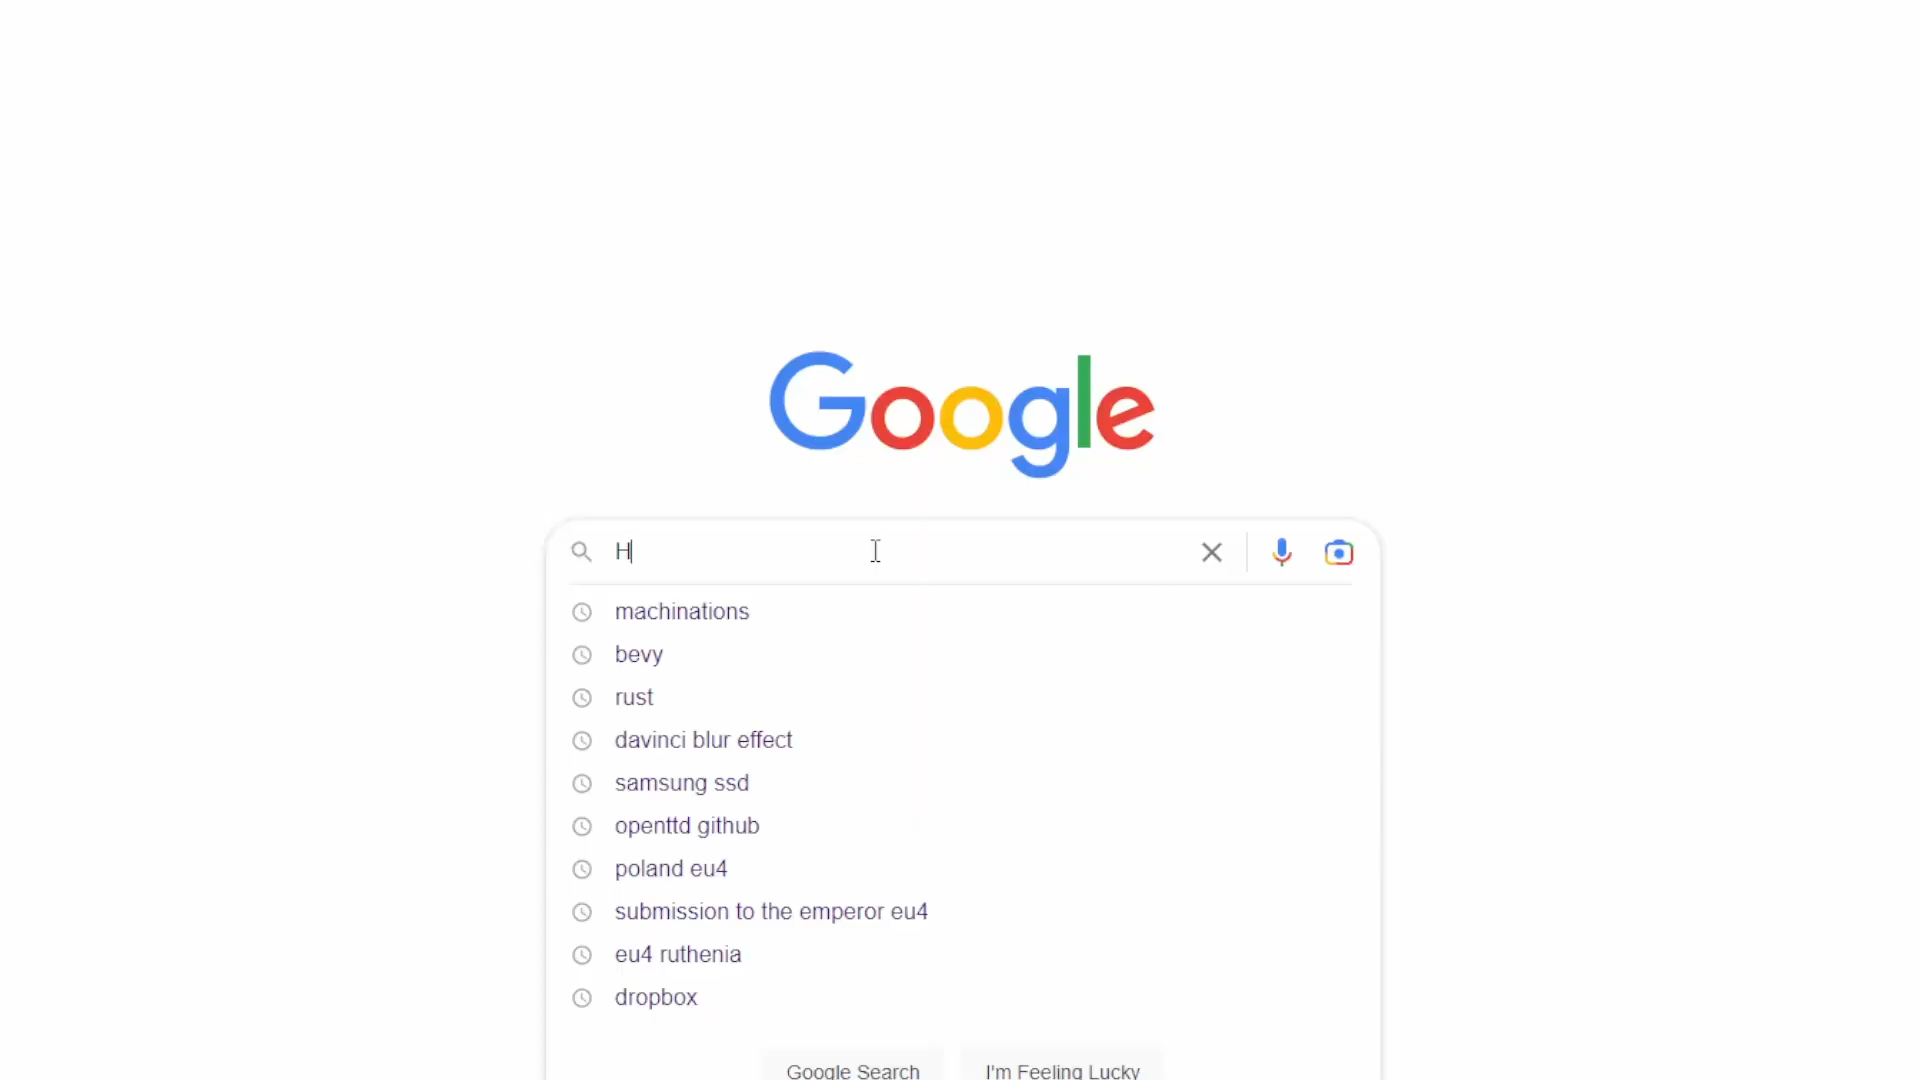 Google
H
machinations
bevy
rust
davinci blur effect
samsung ssd
openttd github
poland eu4
submission to the emperor eu4
eu4 ruthenia
dropbox
Google Search
I'm Feeling Lucky